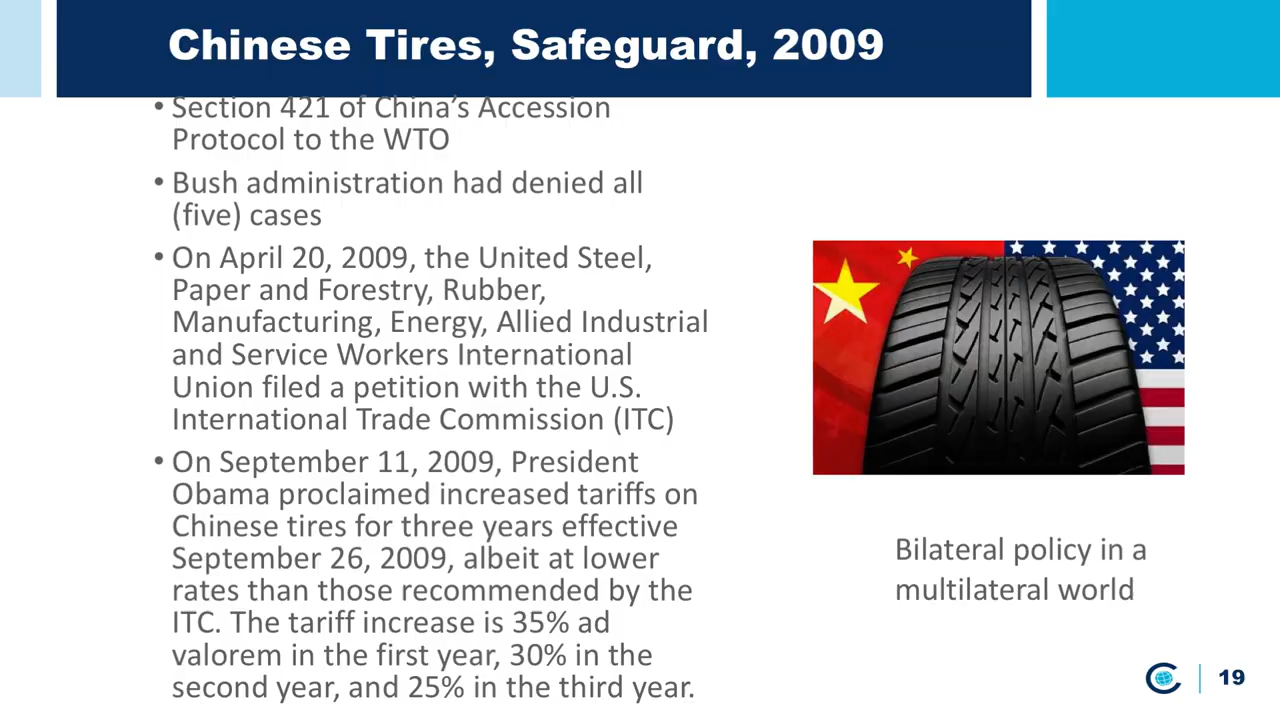 Chinese Tires, Safeguard, 2009
• Section 421 of China’s Accession
Protocol to the WTO
• Bush administration had denied all
(five) cases
• On April 20, 2009, the United Steel,
Paper and Forestry, Rubber,
Manufacturing, Energy, Allied Industrial
and Service Workers International
Union filed a petition with the U.S.
International Trade Commission (ITC)
• On September 11, 2009, President
Obama proclaimed increased tariffs on
Chinese tires for three years effective
September 26, 2009, albeit at lower
rates than those recommended by the
ITC. The tariff increase is 35% ad
valorem in the first year, 30% in the
second year, and 25% in the third year.
Bilateral policy in a
multilateral world
19